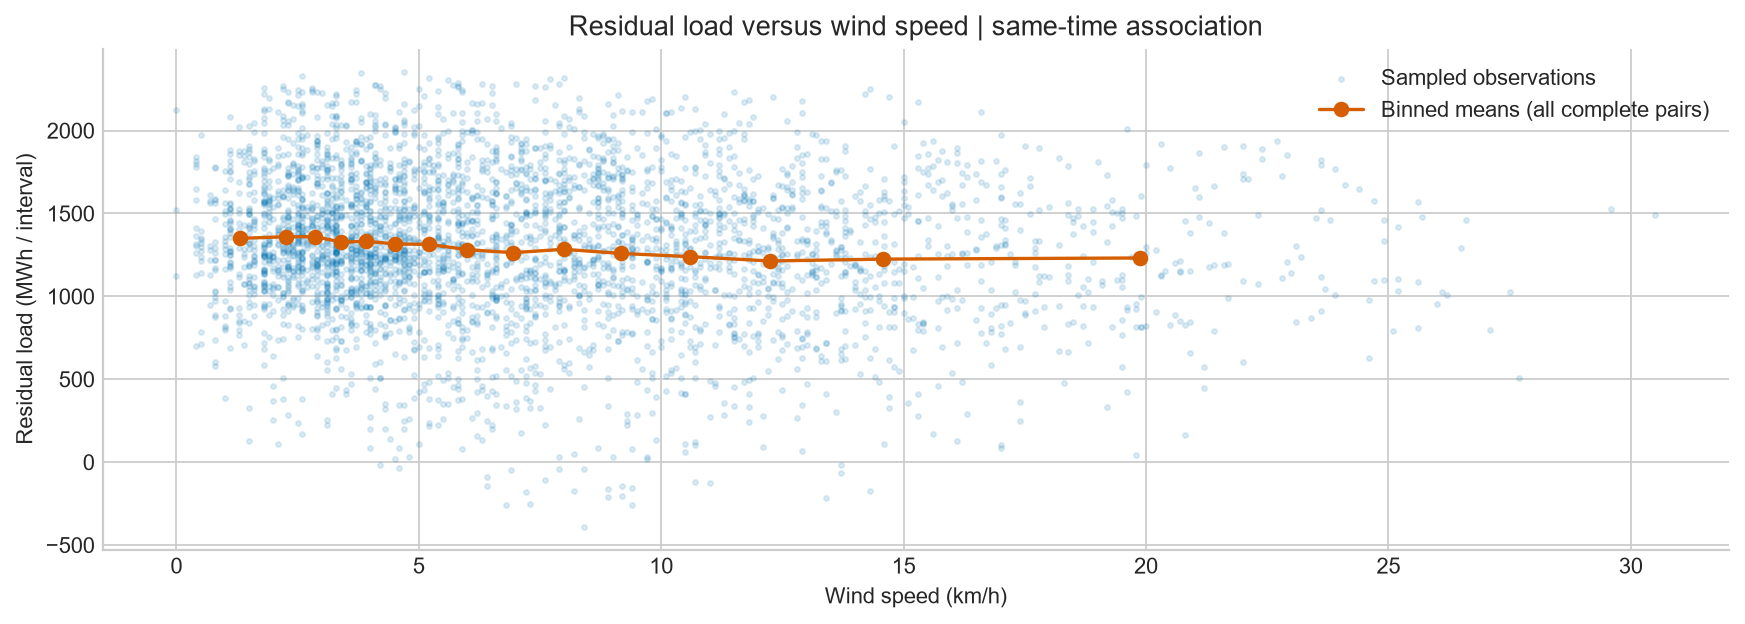 Residual load versus wind speed | same-time association
Sampled observations
Binned means (all complete pairs)
Residual load (MWh / interval)
2000
1500
1000
500
0
−500
0 5 10 15 20 25 30
Wind speed (km/h)